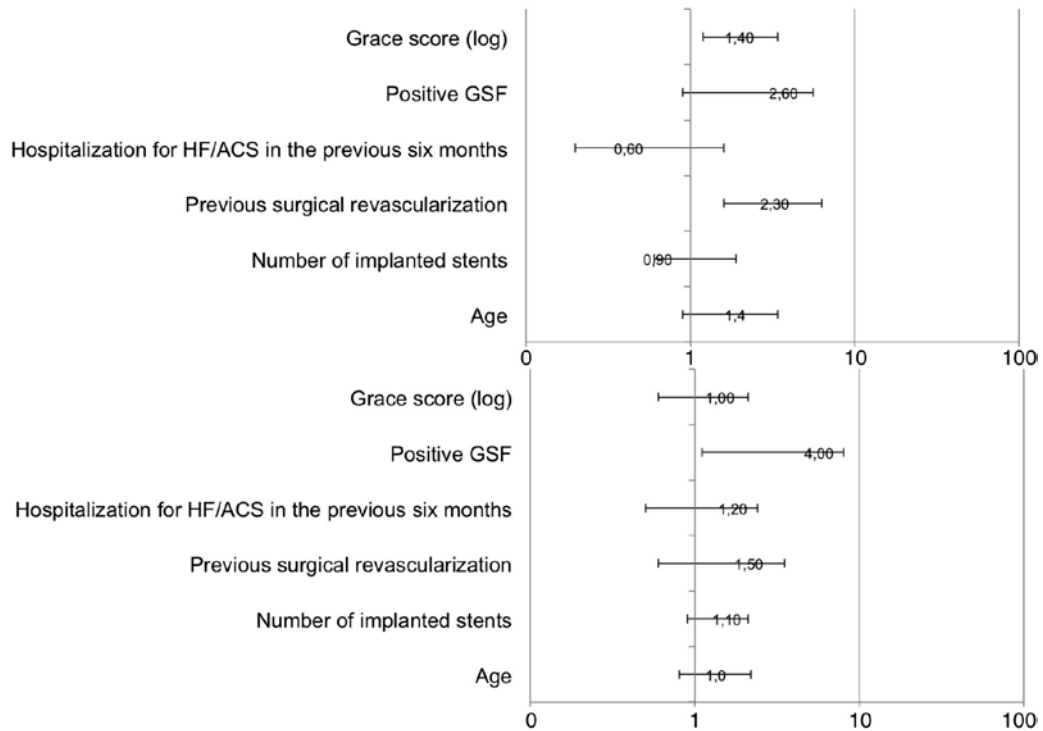 Grace score (log) 1,40
Positive GSF 2,60
Hospitalization for HF/ACS in the previous six months 0,60
Previous surgical revascularization 2,30
Number of implanted stents 0,90
Age 1,4
0 1 10 100
Grace score (log) 1,00
Positive GSF 4,00
Hospitalization for HF/ACS in the previous six months 1,20
Previous surgical revascularization 1,50
Number of implanted stents 1,10
Age 1,0
0 1 10 100